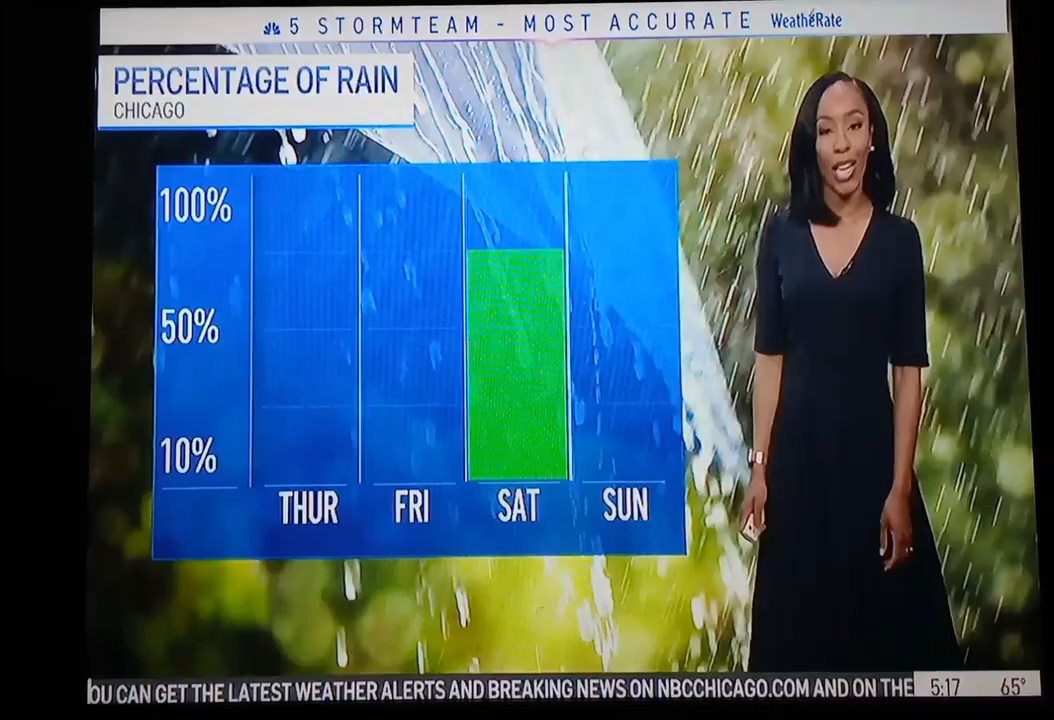 5 STORMTEAM - MOST ACCURATE WeatheRate
PERCENTAGE OF RAIN
CHICAGO
100%
50%
10%
THUR FRI SAT SUN
OU CAN GET THE LATEST WEATHER ALERTS AND BREAKING NEWS ON NBCCHICAGO.COM AND ON THE 5:17 65°